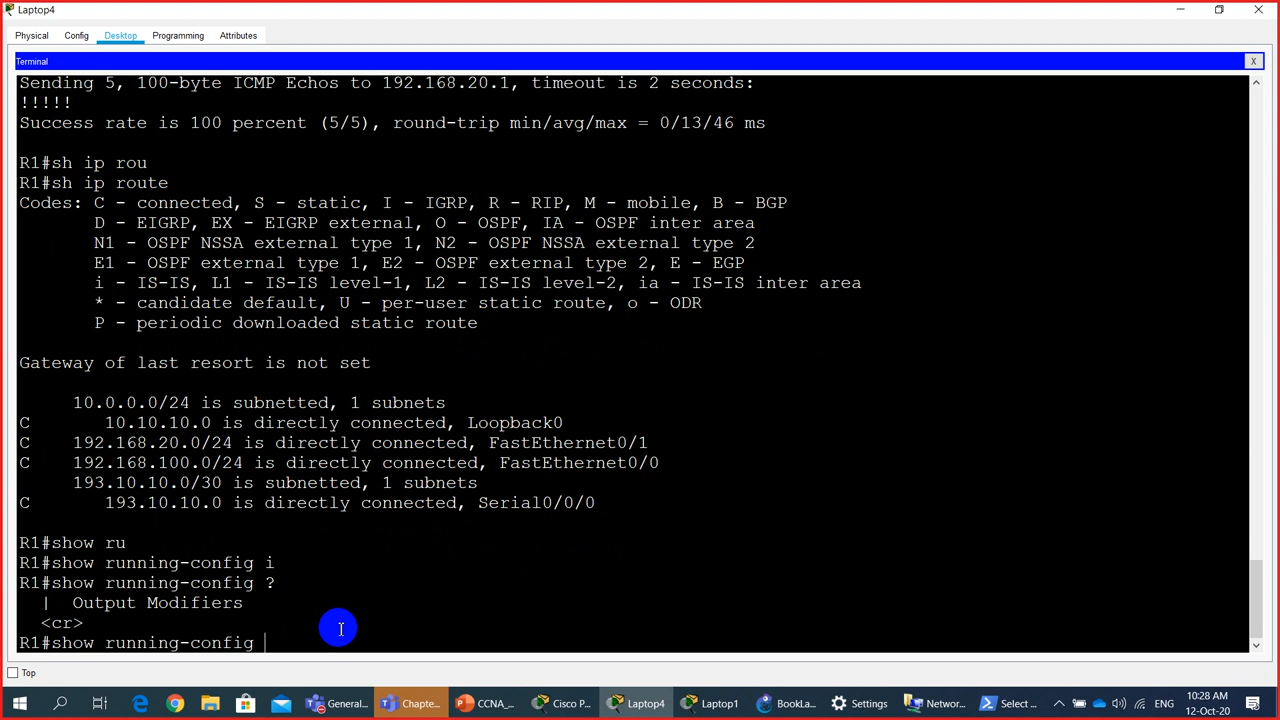 Laptop4
Physical Config Desktop Programming Attributes
Terminal X
Sending 5, 100-byte ICMP Echos to 192.168.20.1, timeout is 2 seconds:
!!!!!
Success rate is 100 percent (5/5), round-trip min/avg/max = 0/13/46 ms
R1#sh ip rou
R1#sh ip route
Codes: C - connected, S - static, I - IGRP, R - RIP, M - mobile, B - BGP
D - EIGRP, EX - EIGRP external, O - OSPF, IA - OSPF inter area
N1 - OSPF NSSA external type 1, N2 - OSPF NSSA external type 2
E1 - OSPF external type 1, E2 - OSPF external type 2, E - EGP
i - IS-IS, L1 - IS-IS level-1, L2 - IS-IS level-2, ia - IS-IS inter area
* - candidate default, U - per-user static route, o - ODR
P - periodic downloaded static route
Gateway of last resort is not set
10.0.0.0/24 is subnetted, 1 subnets
C 10.10.10.0 is directly connected, Loopback0
C 192.168.20.0/24 is directly connected, FastEthernet0/1
C 192.168.100.0/24 is directly connected, FastEthernet0/0
193.10.10.0/30 is subnetted, 1 subnets
C 193.10.10.0 is directly connected, Serial0/0/0
R1#show ru
R1#show running-config i
R1#show running-config ?
| Output Modifiers
<cr>
R1#show running-config
Top
General... Chapte... CCNA_... Cisco P... Laptop4 Laptop1 BookLa... Settings Networ... Select ... ENG 10:28 AM
12-Oct-20